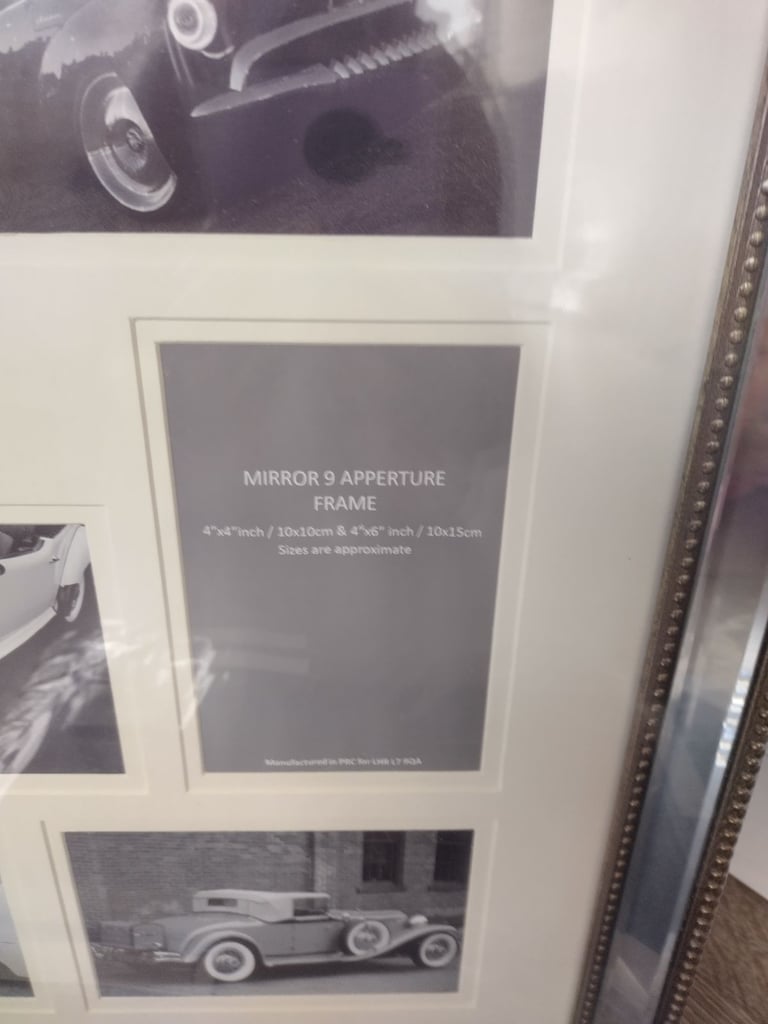 MIRROR 9 APPERTURE
FRAME
4"x4"inch / 10x10cm & 4"x6" inch / 10x15cm
Sizes are approximate
Manufactured in PRC for LHR L7 9QA